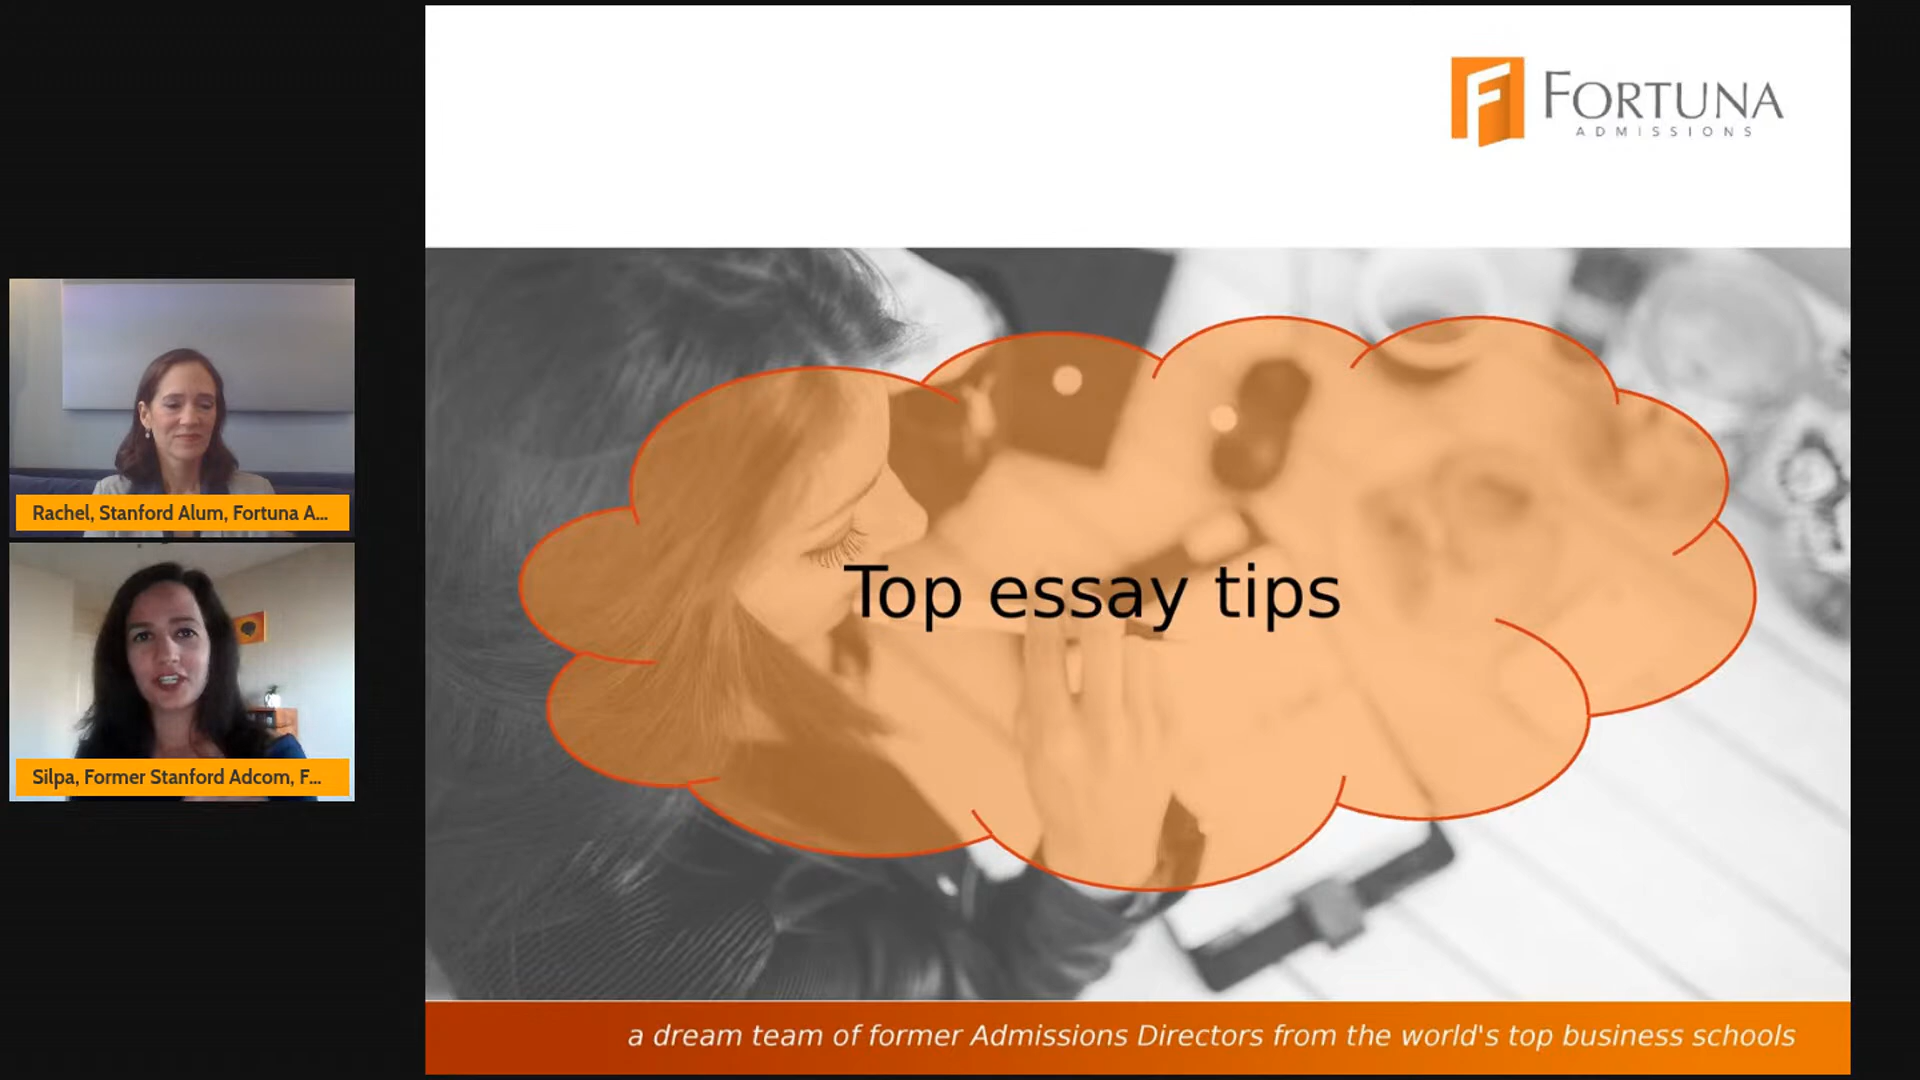 FORTUNA
ADMISSIONS
Rachel, Stanford Alum, Fortuna A...
Silpa, Former Stanford Adcom, F...
Top essay tips
a dream team of former Admissions Directors from the world's top business schools